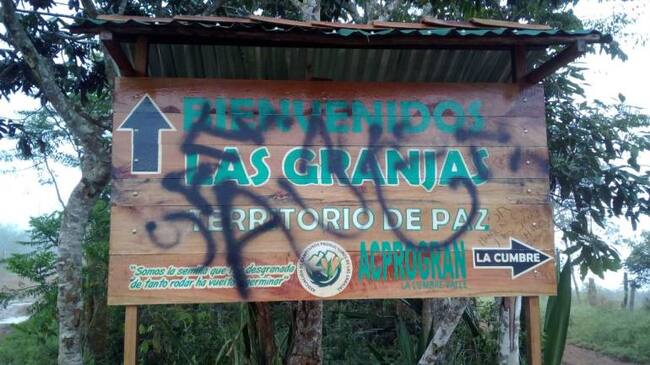 BIENVENIDOS
LAS GRANJAS
TERRITORIO DE PAZ
LA CUMBRE
"Somos la semilla que desgranada
de tanto rodar ha vuelto a germinar"
ACPROGRAN
LA CUMBRE VALLE